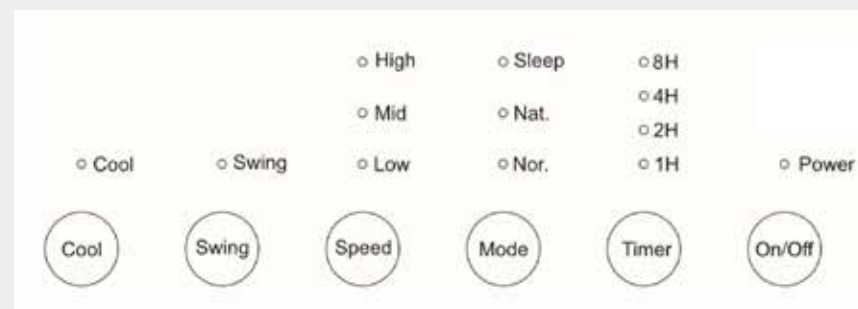 High Sleep 8H
4H
Mid Nat.
2H
Cool Swing Low Nor. 1H Power
Cool Swing Speed Mode Timer On/Off